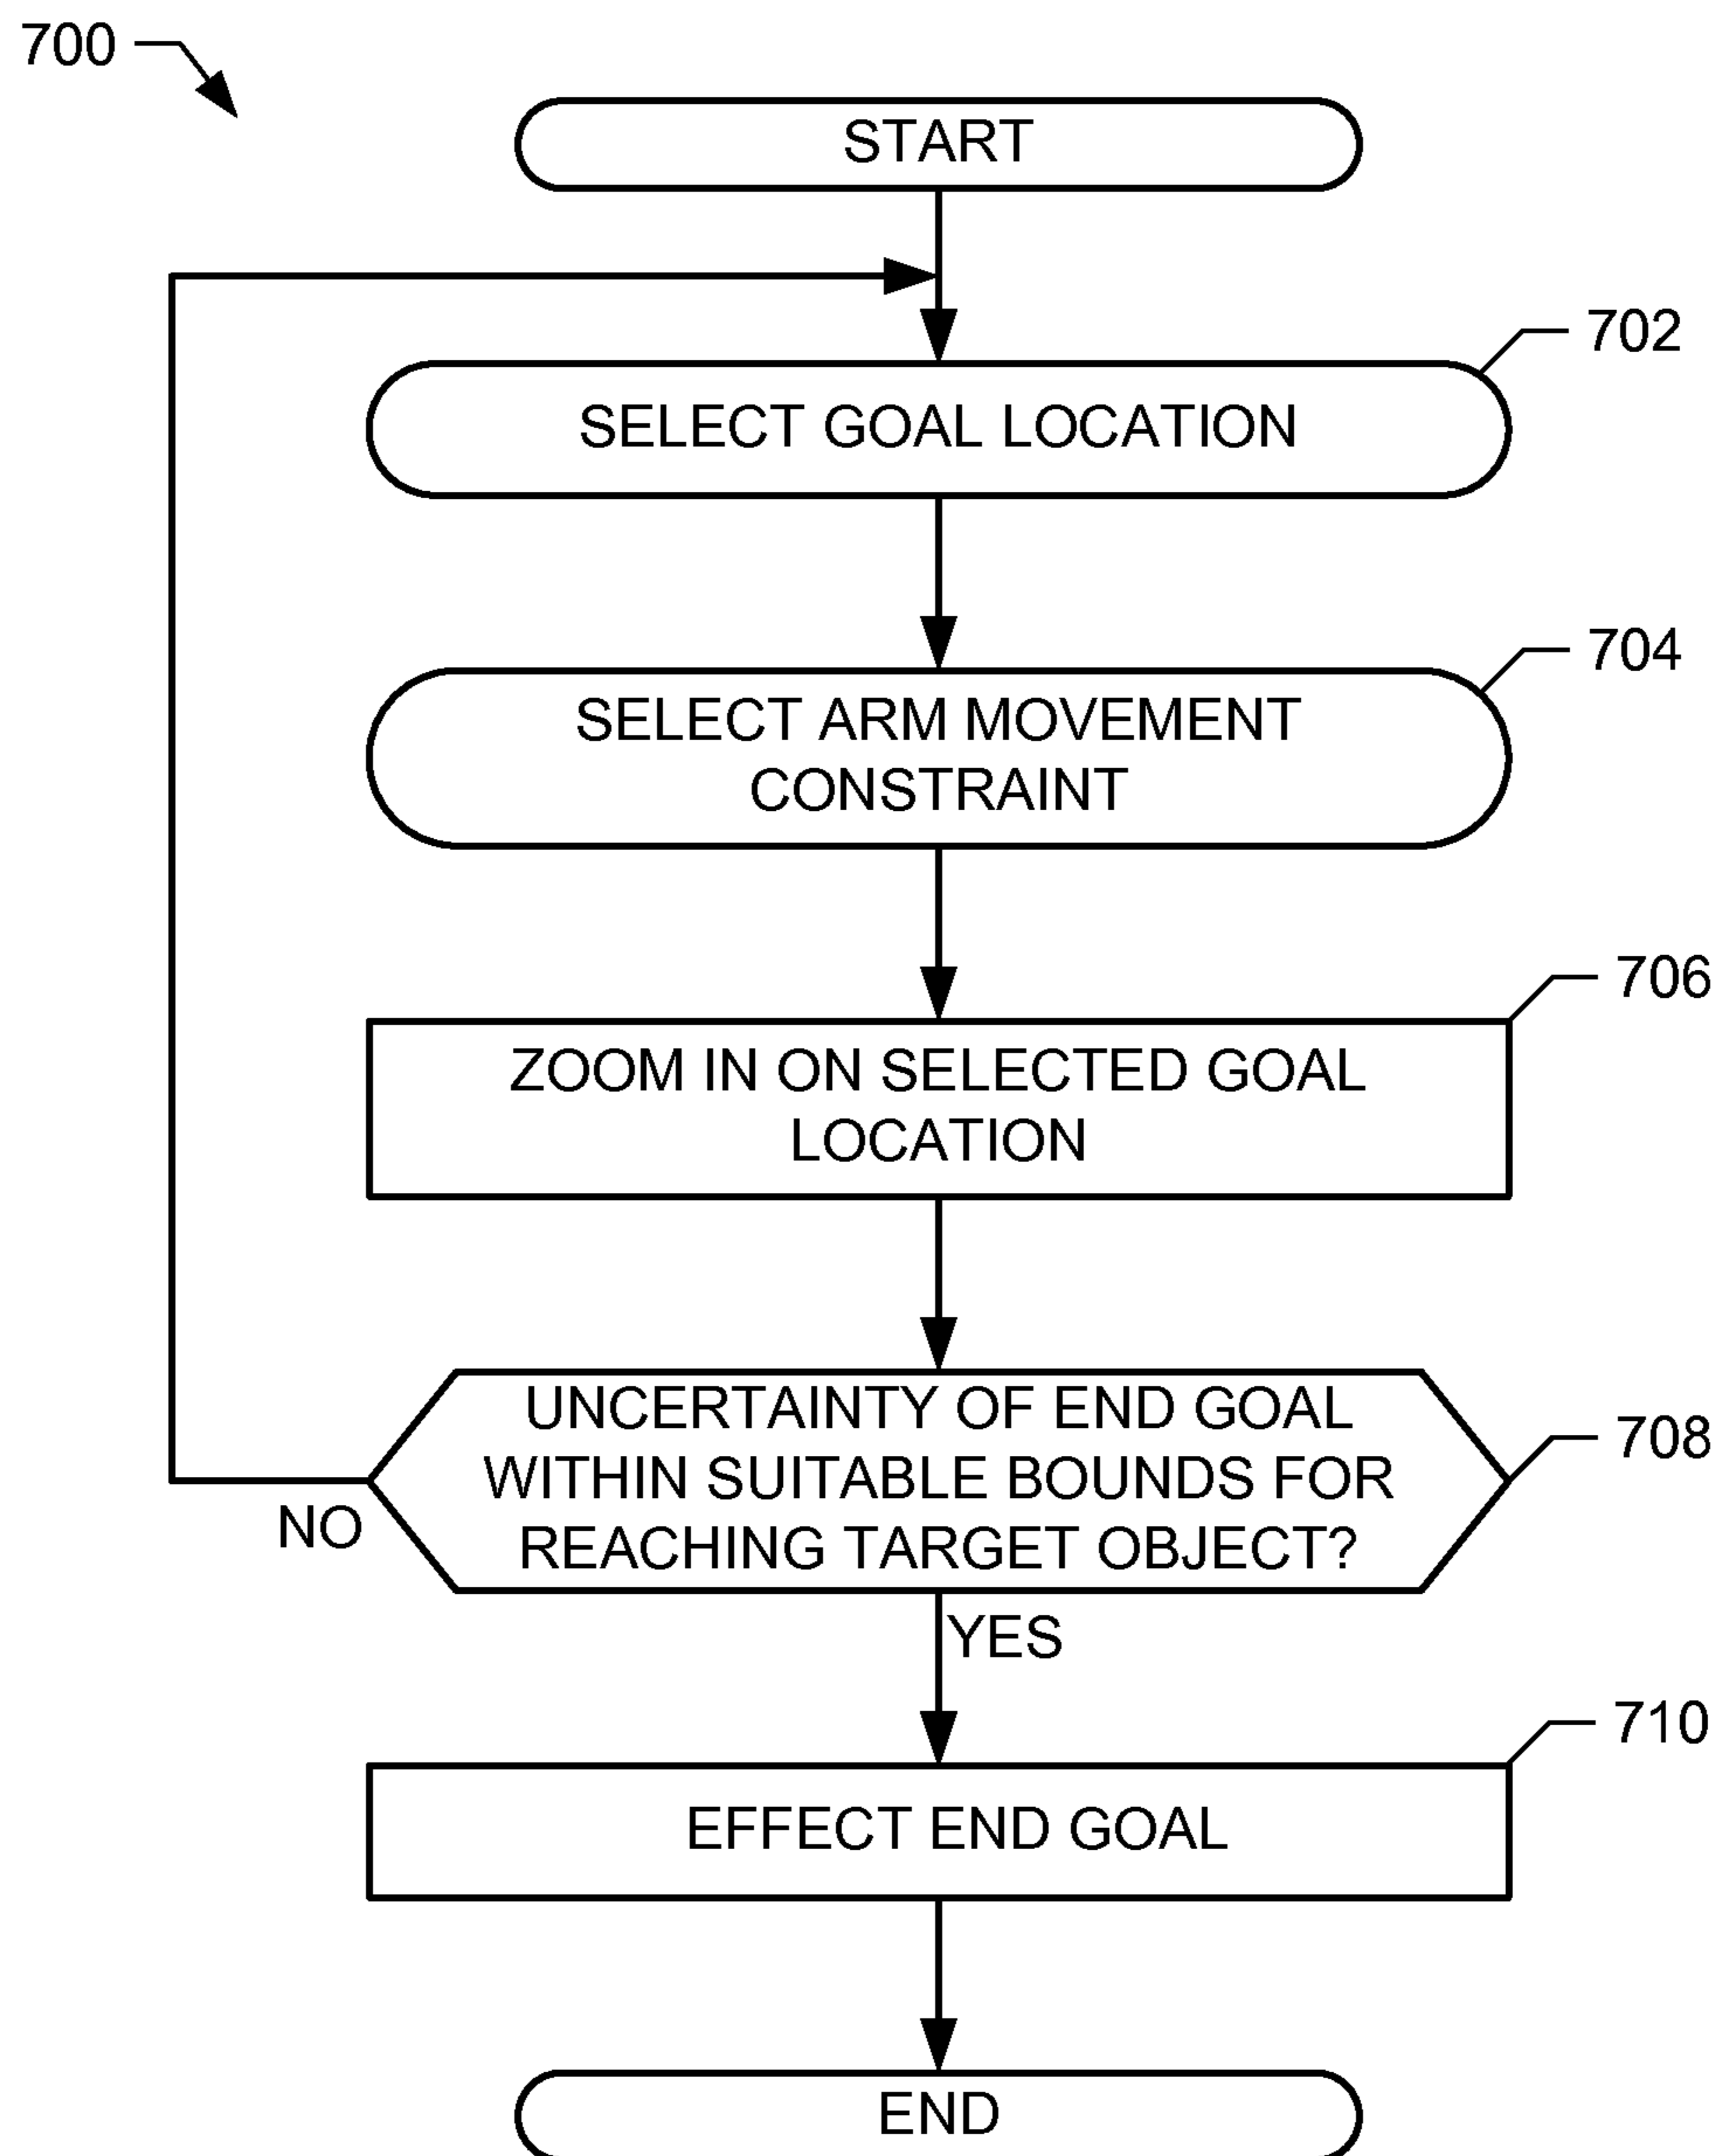 700
START
702
SELECT GOAL LOCATION
704
SELECT ARM MOVEMENT
CONSTRAINT
706
ZOOM IN ON SELECTED GOAL
LOCATION
708
UNCERTAINTY OF END GOAL
WITHIN SUITABLE BOUNDS FOR
REACHING TARGET OBJECT?
NO
YES
710
EFFECT END GOAL
END